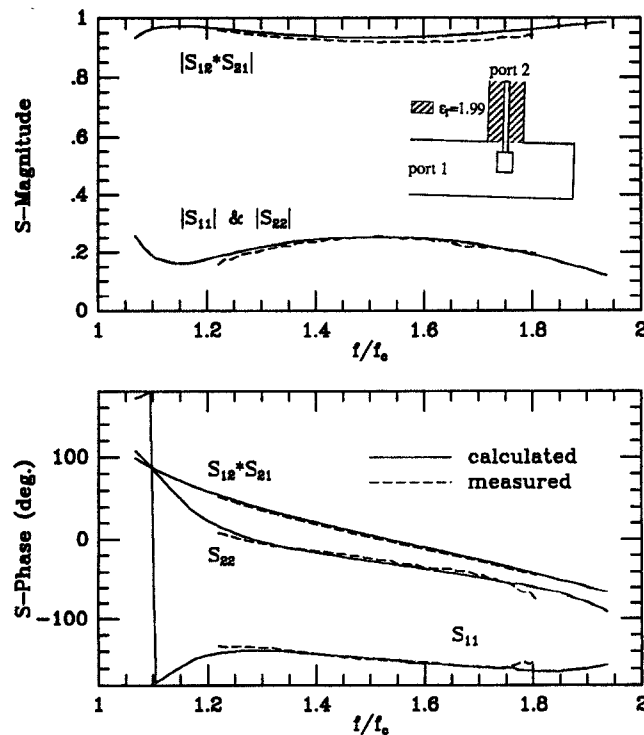 S-Magnitude
1
.8
.6
.4
.2
0
|S₁₂*S₂₁|
port 2
εᵣ=1.99
port 1
|S₁₁| & |S₂₂|
1 1.2 1.4 1.6 1.8 2
f/f꜀
S-Phase (deg.)
100
0
-100
S₁₂*S₂₁
calculated
measured
S₂₂
S₁₁
1 1.2 1.4 1.6 1.8 2
f/f꜀